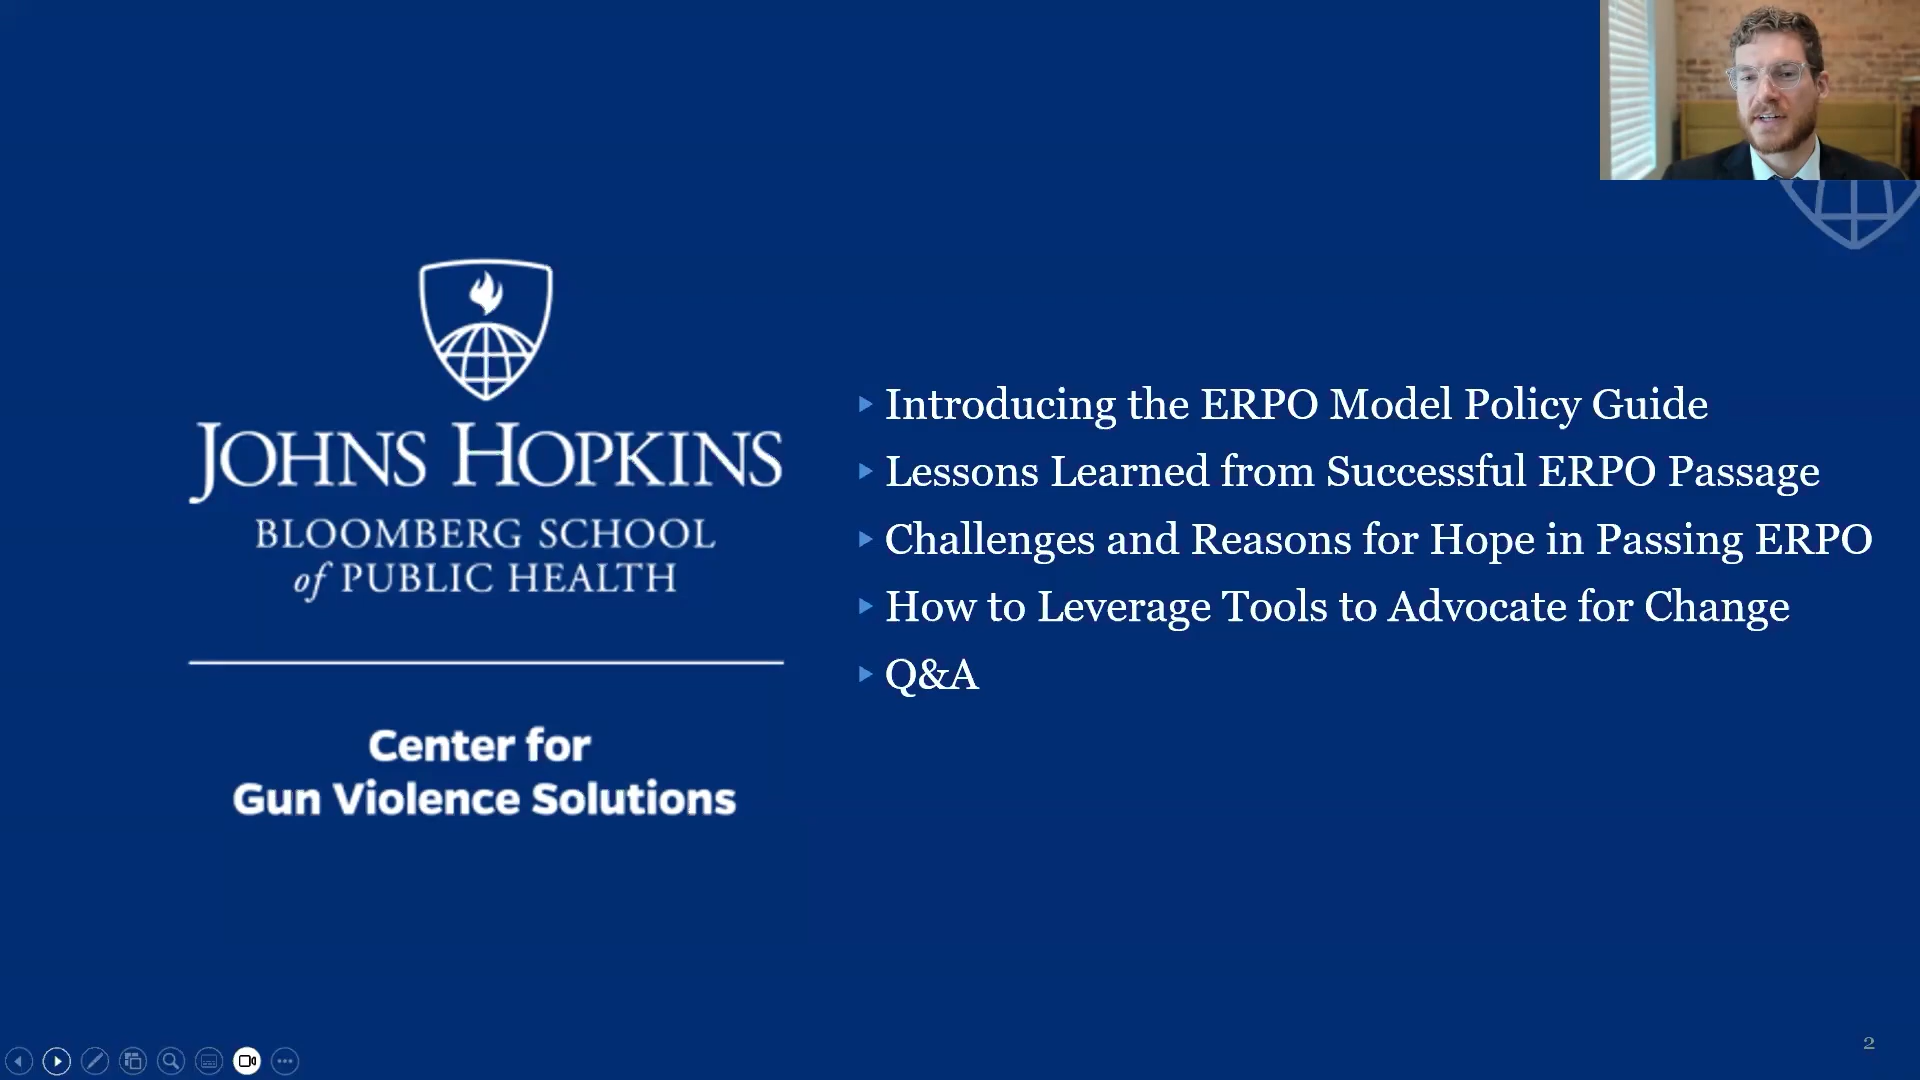 JOHNS HOPKINS
BLOOMBERG SCHOOL
of PUBLIC HEALTH
Center for
Gun Violence Solutions
Introducing the ERPO Model Policy Guide
Lessons Learned from Successful ERPO Passage
Challenges and Reasons for Hope in Passing ERPO
How to Leverage Tools to Advocate for Change
Q&A
2